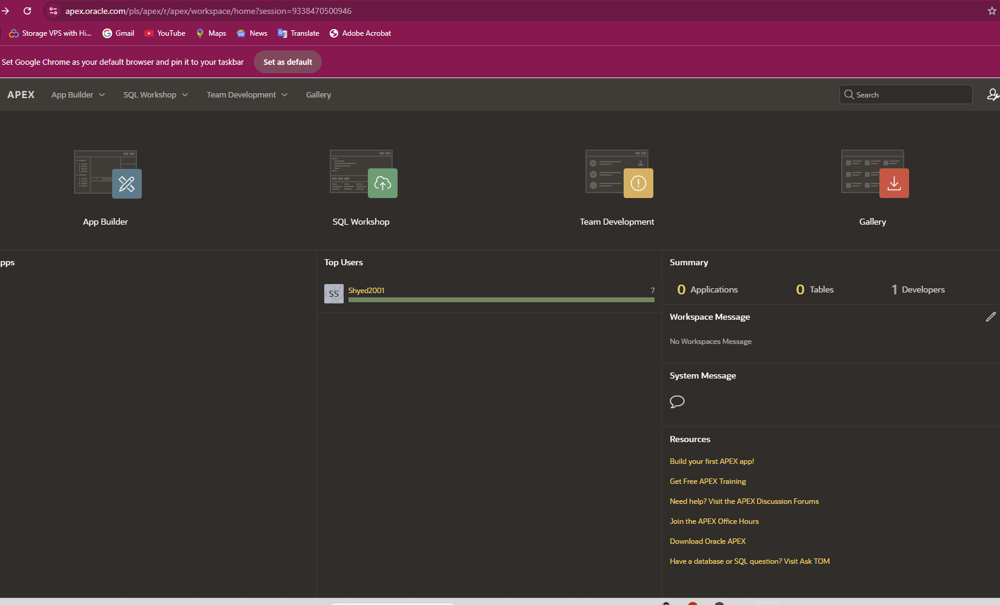 apex.oracle.com/pls/apex/r/apex/workspace/home?session=9338470500946
Storage VPS with Hi... Gmail YouTube Maps News Translate Adobe Acrobat
Set Google Chrome as your default browser and pin it to your taskbar Set as default
APEX App Builder SQL Workshop Team Development Gallery Search
App Builder SQL Workshop Team Development Gallery
pps Top Users Summary
SS Shyed2001 7 0 Applications 0 Tables 1 Developers
Workspace Message
No Workspaces Message
System Message
Resources
Build your first APEX app!
Get Free APEX Training
Need help? Visit the APEX Discussion Forums
Join the APEX Office Hours
Download Oracle APEX
Have a database or SQL question? Visit Ask TOM